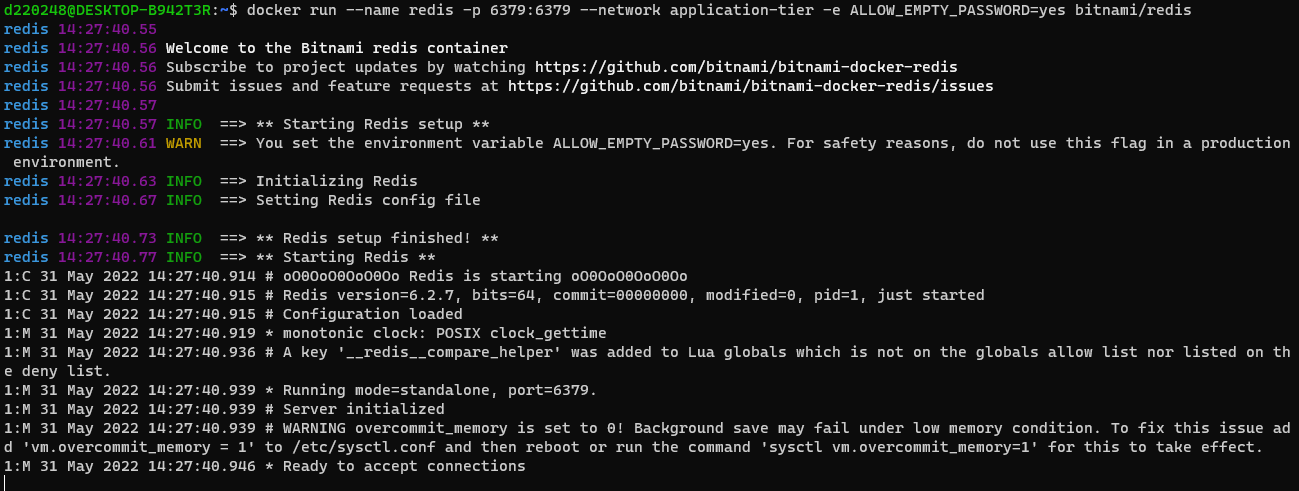 d220248@DESKTOP-B942T3R:~$ docker run --name redis -p 6379:6379 --network application-tier -e ALLOW_EMPTY_PASSWORD=yes bitnami/redis
redis 14:27:40.55
redis 14:27:40.56 Welcome to the Bitnami redis container
redis 14:27:40.56 Subscribe to project updates by watching https://github.com/bitnami/bitnami-docker-redis
redis 14:27:40.56 Submit issues and feature requests at https://github.com/bitnami/bitnami-docker-redis/issues
redis 14:27:40.57
redis 14:27:40.57 INFO  ==> ** Starting Redis setup **
redis 14:27:40.61 WARN  ==> You set the environment variable ALLOW_EMPTY_PASSWORD=yes. For safety reasons, do not use this flag in a production
 environment.
redis 14:27:40.63 INFO  ==> Initializing Redis
redis 14:27:40.67 INFO  ==> Setting Redis config file
redis 14:27:40.73 INFO  ==> ** Redis setup finished! **
redis 14:27:40.77 INFO  ==> ** Starting Redis **
1:C 31 May 2022 14:27:40.914 # oO0OoO0OoO0Oo Redis is starting oO0OoO0OoO0Oo
1:C 31 May 2022 14:27:40.915 # Redis version=6.2.7, bits=64, commit=00000000, modified=0, pid=1, just started
1:C 31 May 2022 14:27:40.915 # Configuration loaded
1:M 31 May 2022 14:27:40.919 * monotonic clock: POSIX clock_gettime
1:M 31 May 2022 14:27:40.936 # A key '__redis__compare_helper' was added to Lua globals which is not on the globals allow list nor listed on th
e deny list.
1:M 31 May 2022 14:27:40.939 * Running mode=standalone, port=6379.
1:M 31 May 2022 14:27:40.939 # Server initialized
1:M 31 May 2022 14:27:40.939 # WARNING overcommit_memory is set to 0! Background save may fail under low memory condition. To fix this issue ad
d 'vm.overcommit_memory = 1' to /etc/sysctl.conf and then reboot or run the command 'sysctl vm.overcommit_memory=1' for this to take effect.
1:M 31 May 2022 14:27:40.946 * Ready to accept connections